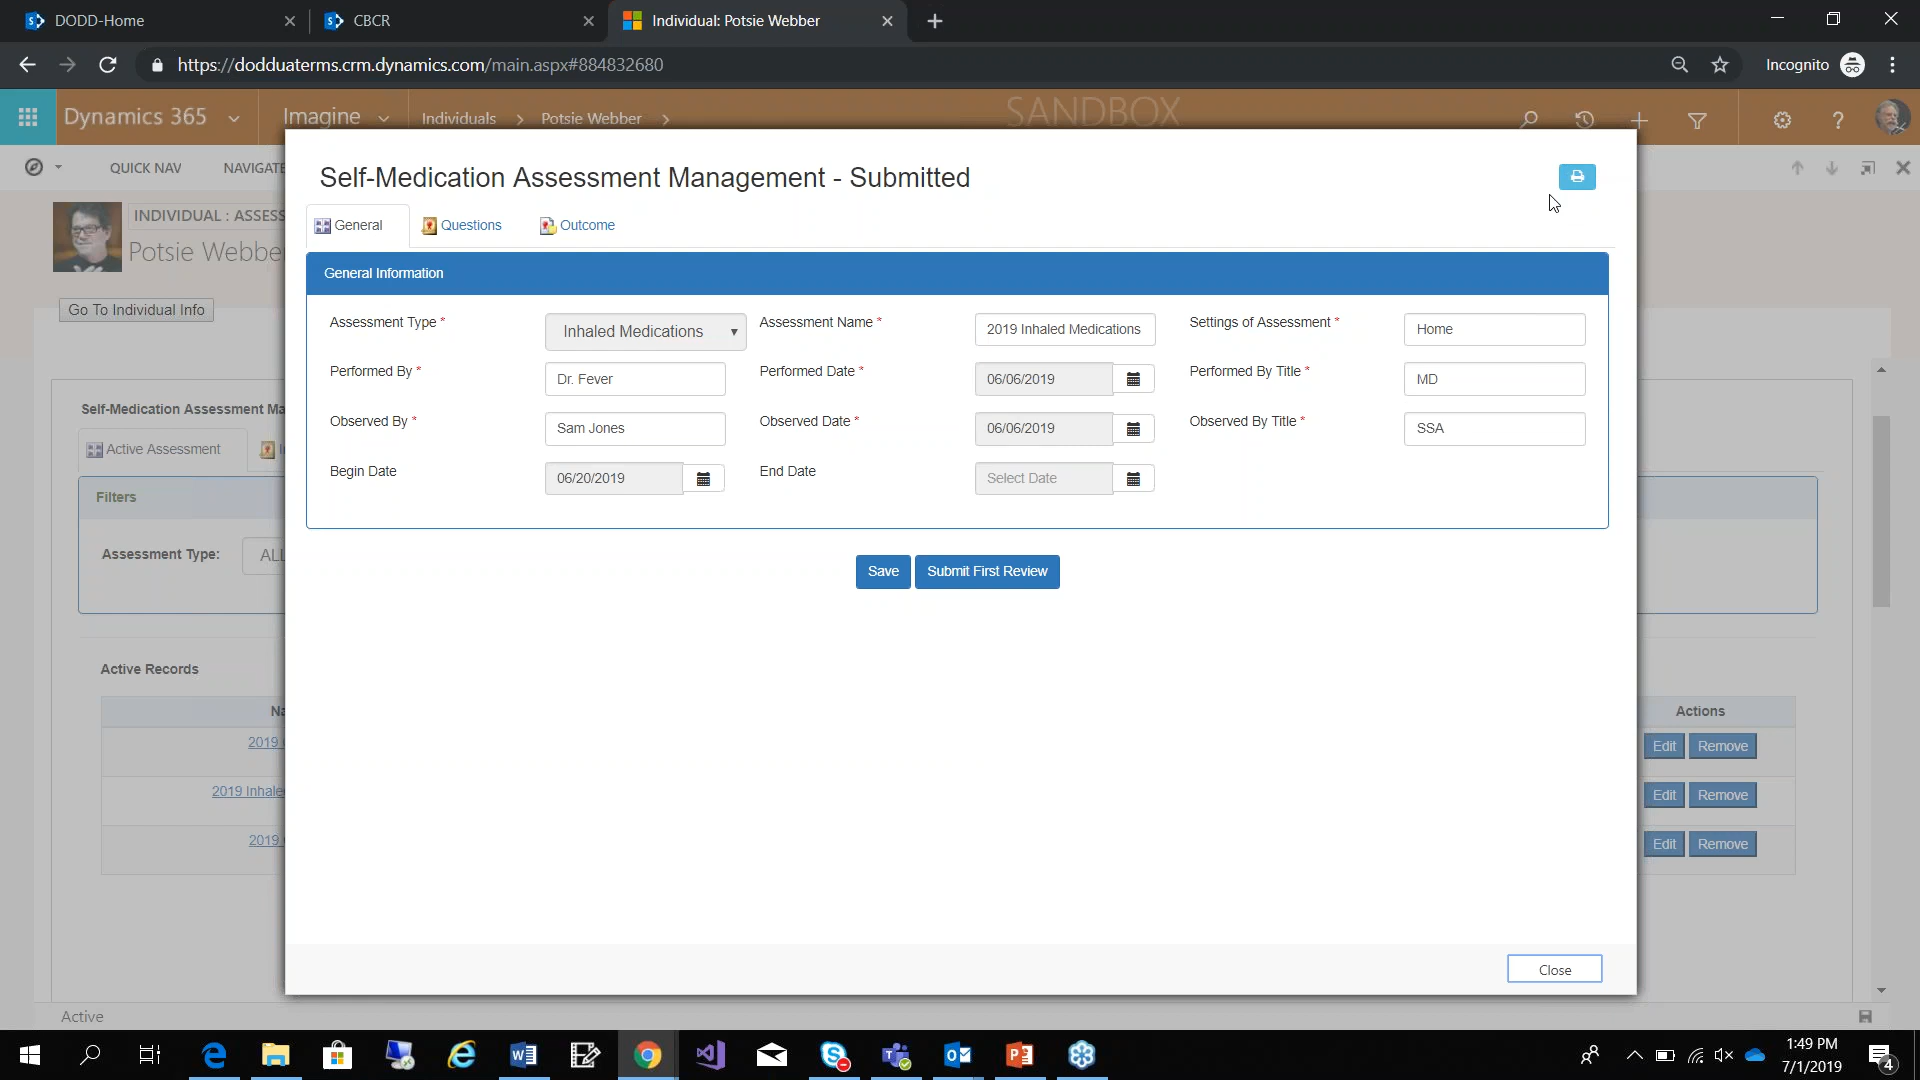 DODD-Home
CBCR
Individual: Potsie Webber
https://dodduaterms.crm.dynamics.com/main.aspx#884832680
Incognito
Dynamics 365
Imagine
Individuals
Potsie Webber
SANDBOX
QUICK NAV
NAVIGATE
INDIVIDUAL : ASSESS
Potsie Webber
Go To Individual Info
Self-Medication Assessment Management - Submitted
General
Questions
Outcome
General Information
Assessment Type *
Inhaled Medications
Assessment Name *
2019 Inhaled Medications
Settings of Assessment *
Home
Performed By *
Dr. Fever
Performed Date *
06/06/2019
Performed By Title *
MD
Observed By *
Sam Jones
Observed Date *
06/06/2019
Observed By Title *
SSA
Begin Date
06/20/2019
End Date
Select Date
Save
Submit First Review
Close
Self-Medication Assessment Ma
Active Assessment
Filters
Assessment Type:
ALL
Active Records
Na
Actions
2019
Edit
Remove
2019 Inhale
Edit
Remove
2019
Edit
Remove
Active
1:49 PM
7/1/2019
4